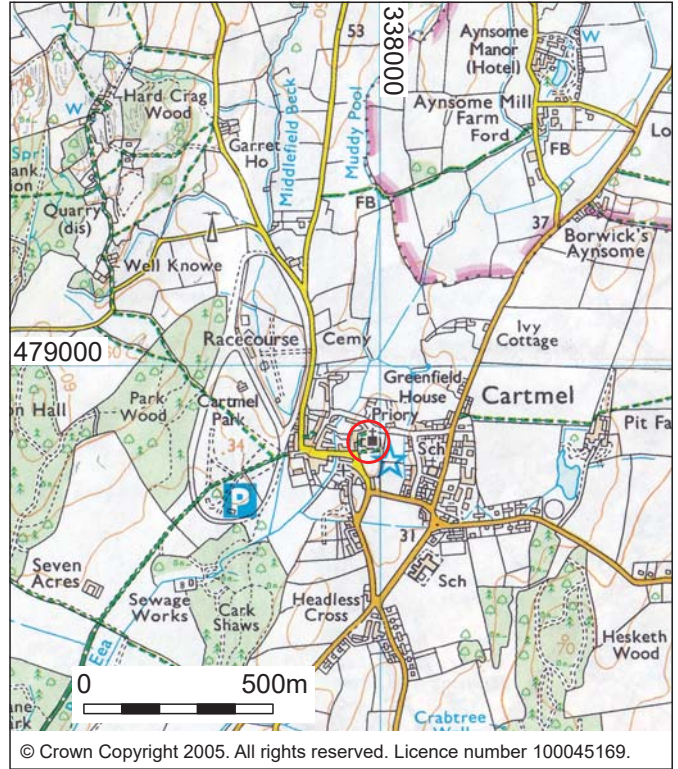 53
338000
Aynsome
Manor
(Hotel)
W
Hard Crag
Wood
W
Middlefield Beck
Muddy Pool
Aynsome Mill
Farm
Ford
Garret
Ho
FB
Spr
FB
Quarry
(dis)
37
Borwick's
Aynsome
Well Knowe
479000
Racecourse
Cemy
Ivy
Cottage
Greenfield
House
Cartmel
Park
Wood
Cartmel
Park
34
Priory
Sch
Pit Fa
on Hall
P
31
Seven
Acres
Sch
Sewage
Works
Cark
Shaws
Headless
Cross
Hesketh
Wood
Eea
0 500m
Crabtree
© Crown Copyright 2005. All rights reserved. Licence number 100045169.